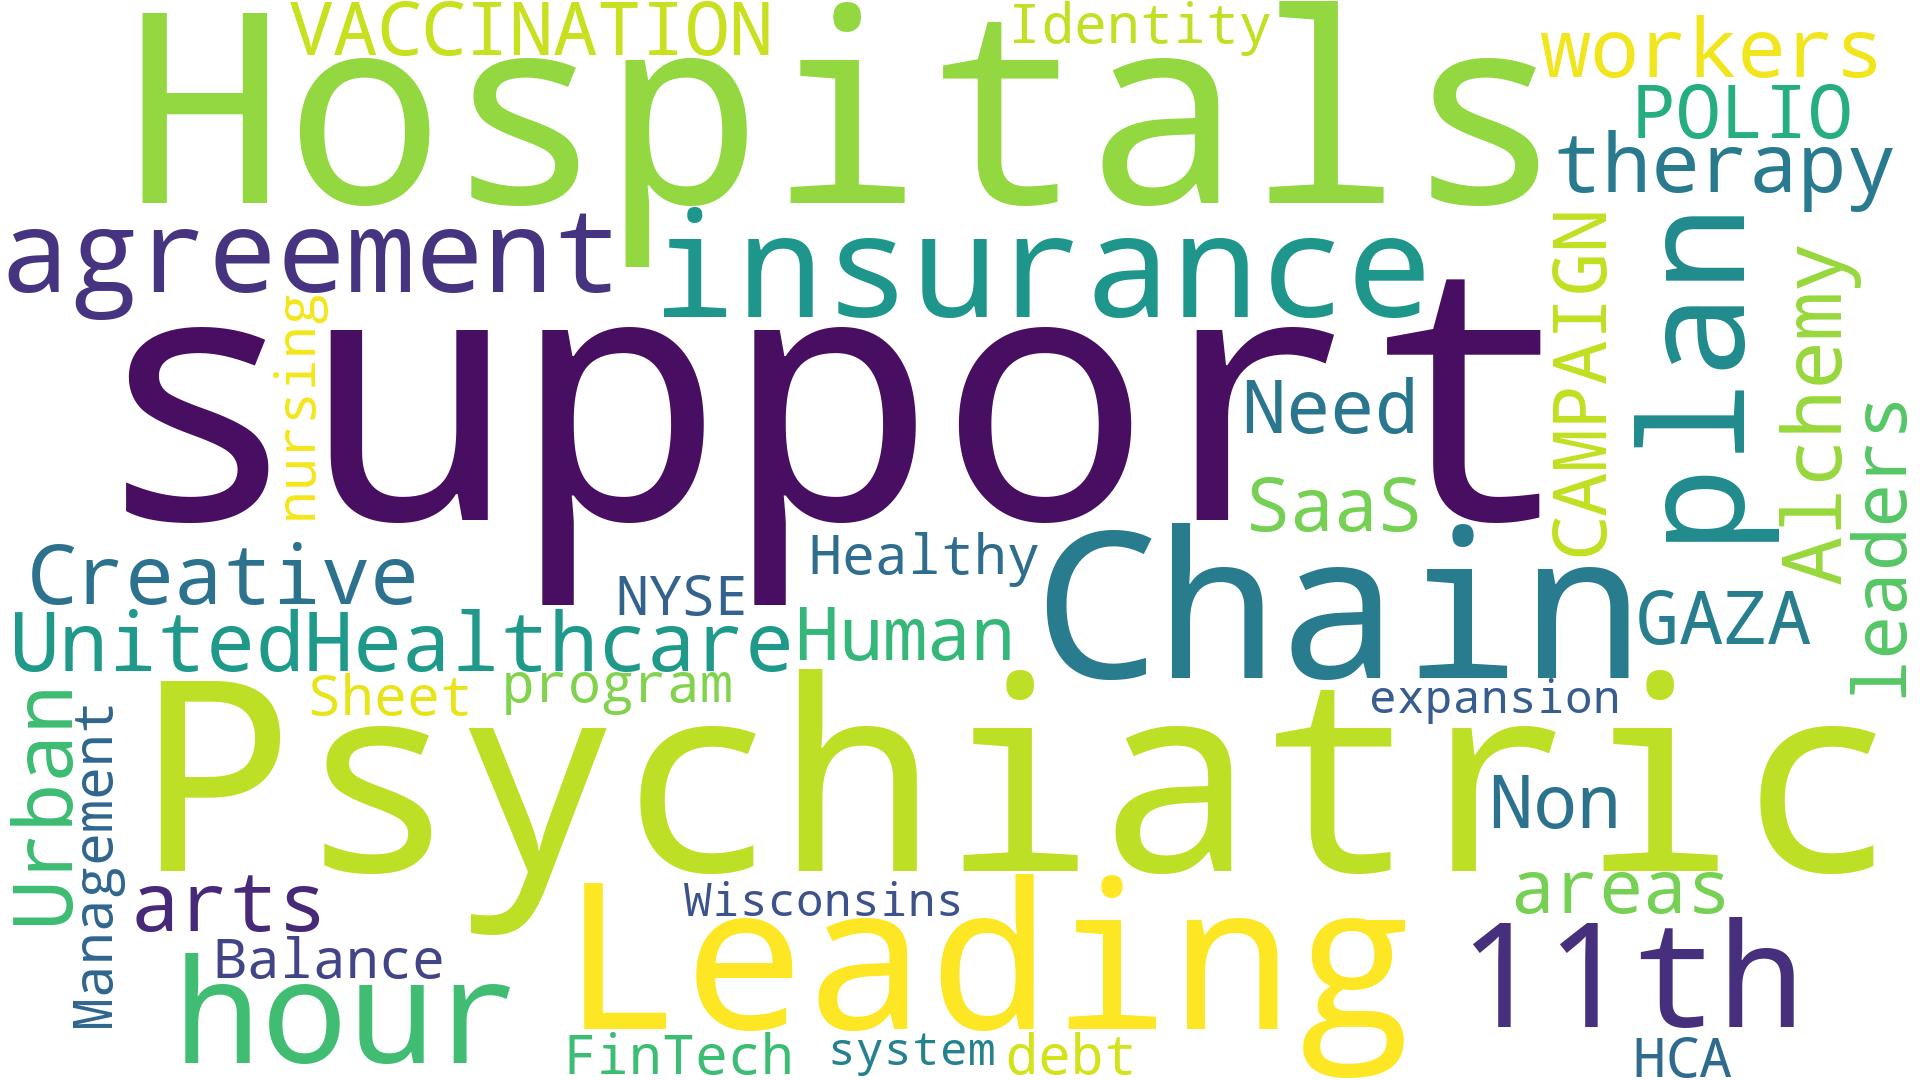 VACCINATION
Identity
Hospitals
workers
POLIO
therapy
agreement
insurance
CAMPAIGN
plan
Alchemy
leaders
nursing
support
Need
SaaS
Creative
NYSE
Healthy
Chain
GAZA
UnitedHealthcare
Human
Sheet
program
expansion
Urban
Management
Psychiatric
Non
arts
Wisconsins
areas
Balance
hour
Leading
11th
FinTech
system
debt
HCA